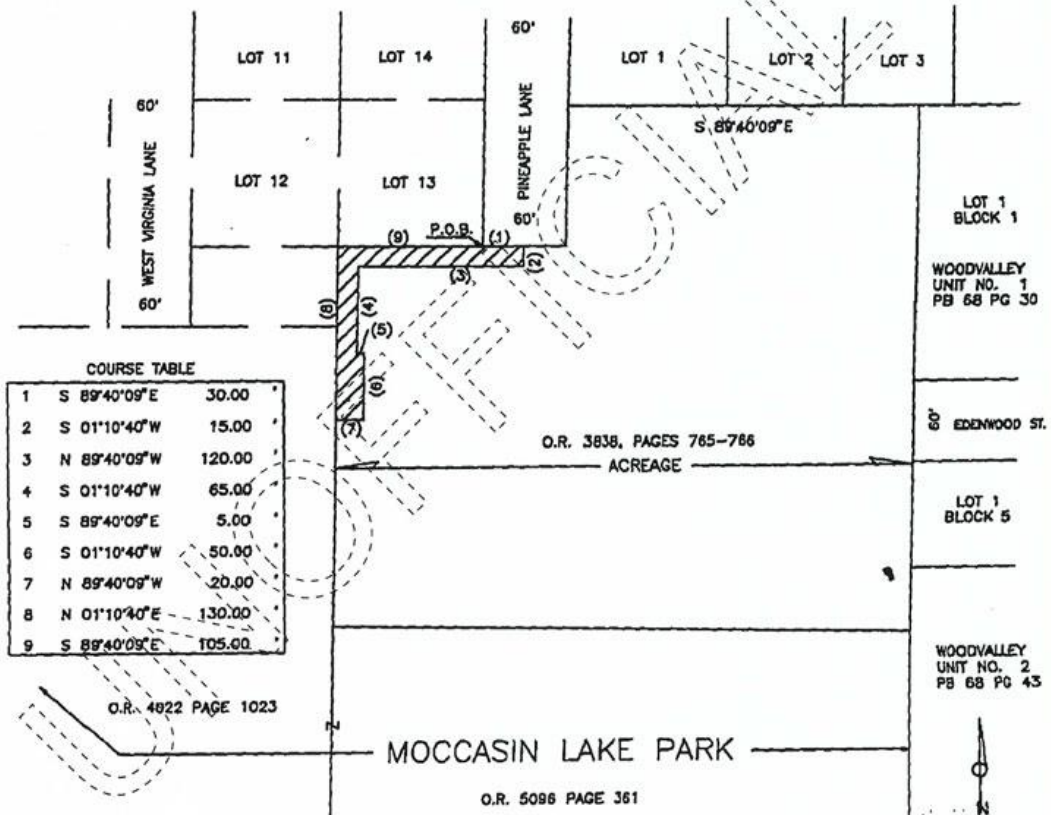 60'
LOT 11
LOT 14
LOT 1
LOT 2
LOT 3
60'
S 89°40'09"E
WEST VIRGINIA LANE
PINEAPPLE LANE
LOT 12
LOT 13
LOT 1
BLOCK 1
60'
P.O.B.
(9)
(1)
(2)
(3)
WOODVALLEY
UNIT NO. 1
PB 68 PG 30
60'
(8)
(4)
(5)
(6)
(7)
COURSE TABLE
1 S 89°40'09"E 30.00 '
2 S 01°10'40"W 15.00
3 N 89°40'09"W 120.00
4 S 01°10'40"W 65.00
5 S 89°40'09"E 5.00
6 S 01°10'40"W 50.00 '
7 N 89°40'09"W 20.00 '
8 N 01°10'40"E 130.00 '
9 S 89°40'09"E 105.00 '
60' EDENWOOD ST.
O.R. 3838, PAGES 765-766
ACREAGE
LOT 1
BLOCK 5
WOODVALLEY
UNIT NO. 2
PB 68 PG 43
O.R. 4822 PAGE 1023
MOCCASIN LAKE PARK
O.R. 5096 PAGE 361
N
UNOFFICIAL